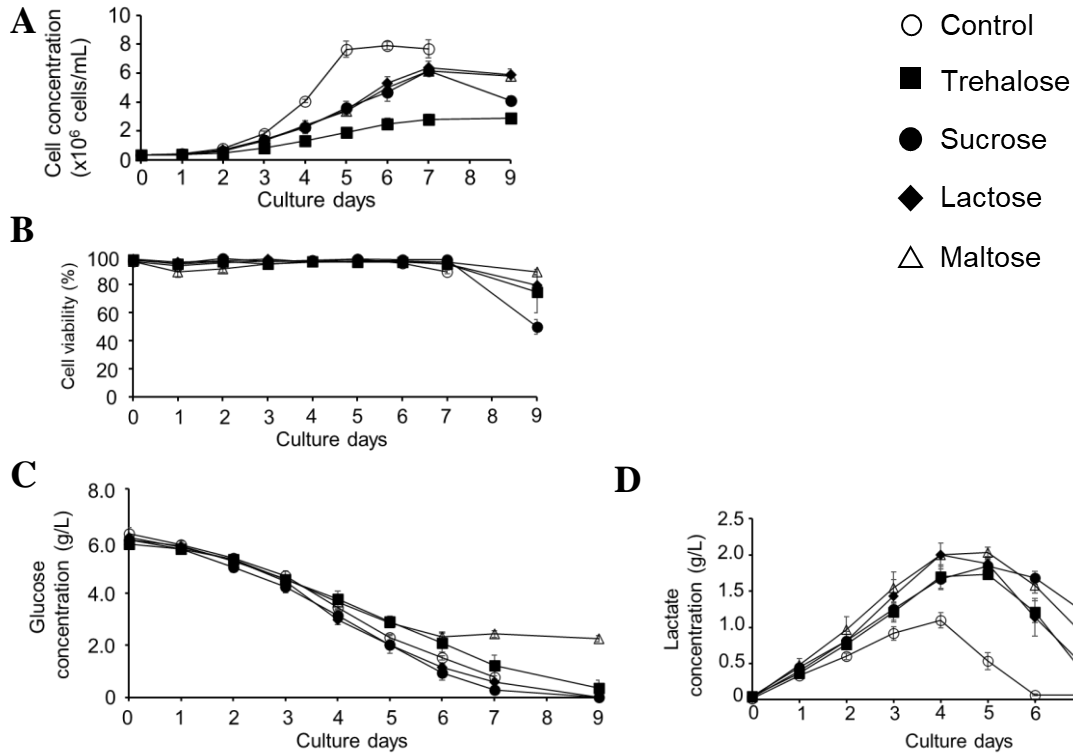 A
Cell concentration
(x10⁶ cells/mL)
10
8
6
4
2
0
0 1 2 3 4 5 6 7 9
Culture days
Control
Trehalose
Sucrose
Lactose
Maltose
B
Cell viability (%)
100
80
60
40
20
0
0 1 2 3 4 5 6 7 9
Culture days
C
Glucose
concentration (g/L)
8.0
6.0
4.0
2.0
0.0
0 1 2 3 4 5 6 7 8 9
Culture days
D
Lactate
concentration (g/L)
2.5
2.0
1.5
1.0
0.5
0
0 1 2 3 4 5 6
Culture days